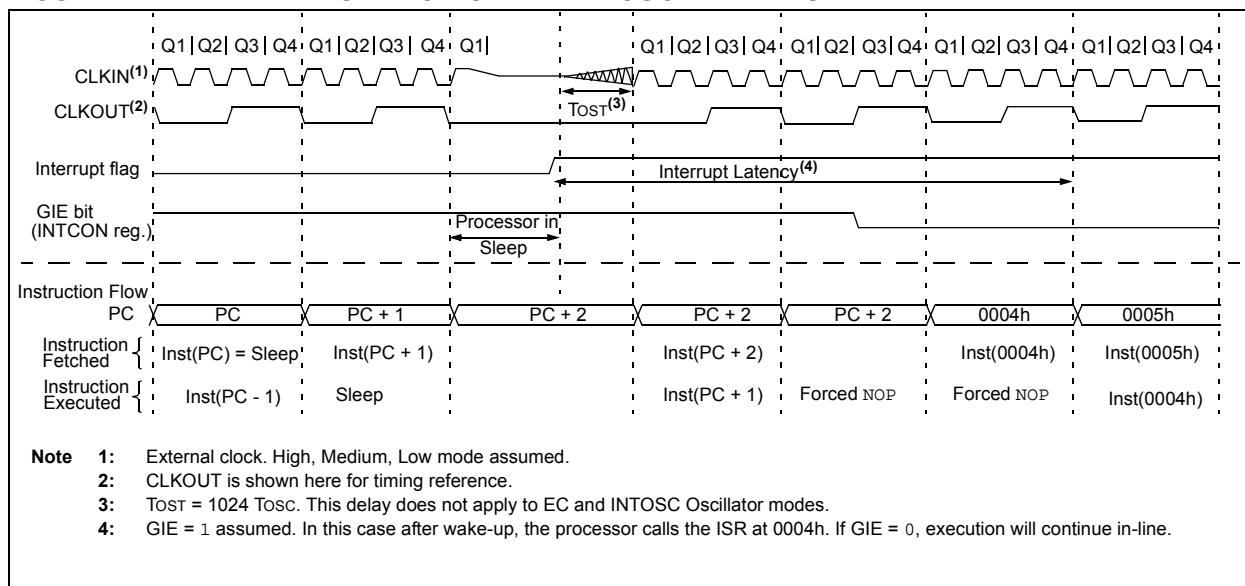 Q1 Q2 Q3 Q4 Q1 Q2 Q3 Q4 Q1 Q1 Q2 Q3 Q4 Q1 Q2 Q3 Q4 Q1 Q2 Q3 Q4 Q1 Q2 Q3 Q4
CLKIN(1)
CLKOUT(2)
TOST(3)
Interrupt flag
Interrupt Latency(4)
GIE bit
(INTCON reg.)
Processor in
Sleep
Instruction Flow
PC PC PC + 1 PC + 2 PC + 2 PC + 2 0004h 0005h
Instruction
Fetched
Inst(PC) = Sleep Inst(PC + 1) Inst(PC + 2) Inst(0004h) Inst(0005h)
Instruction
Executed
Inst(PC - 1) Sleep Inst(PC + 1) Forced NOP Forced NOP Inst(0004h)
Note 1: External clock. High, Medium, Low mode assumed.
2: CLKOUT is shown here for timing reference.
3: TOST = 1024 TOSC. This delay does not apply to EC and INTOSC Oscillator modes.
4: GIE = 1 assumed. In this case after wake-up, the processor calls the ISR at 0004h. If GIE = 0, execution will continue in-line.